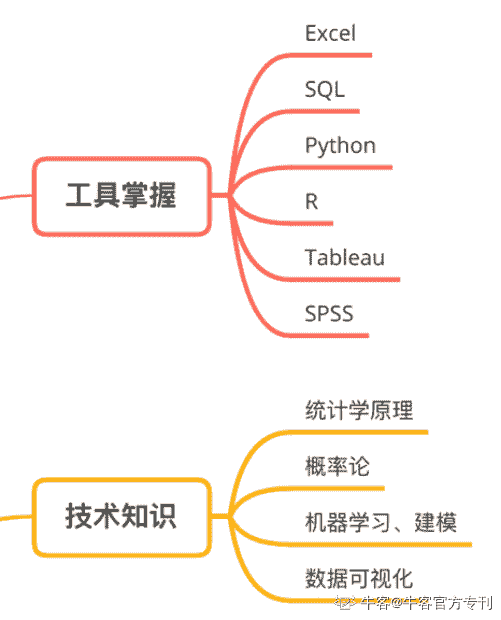 Excel
SQL
Python
工具掌握
R
Tableau
SPSS
统计学原理
概率论
技术知识
机器学习、建模
数据可视化
牛客@牛客官方专刊